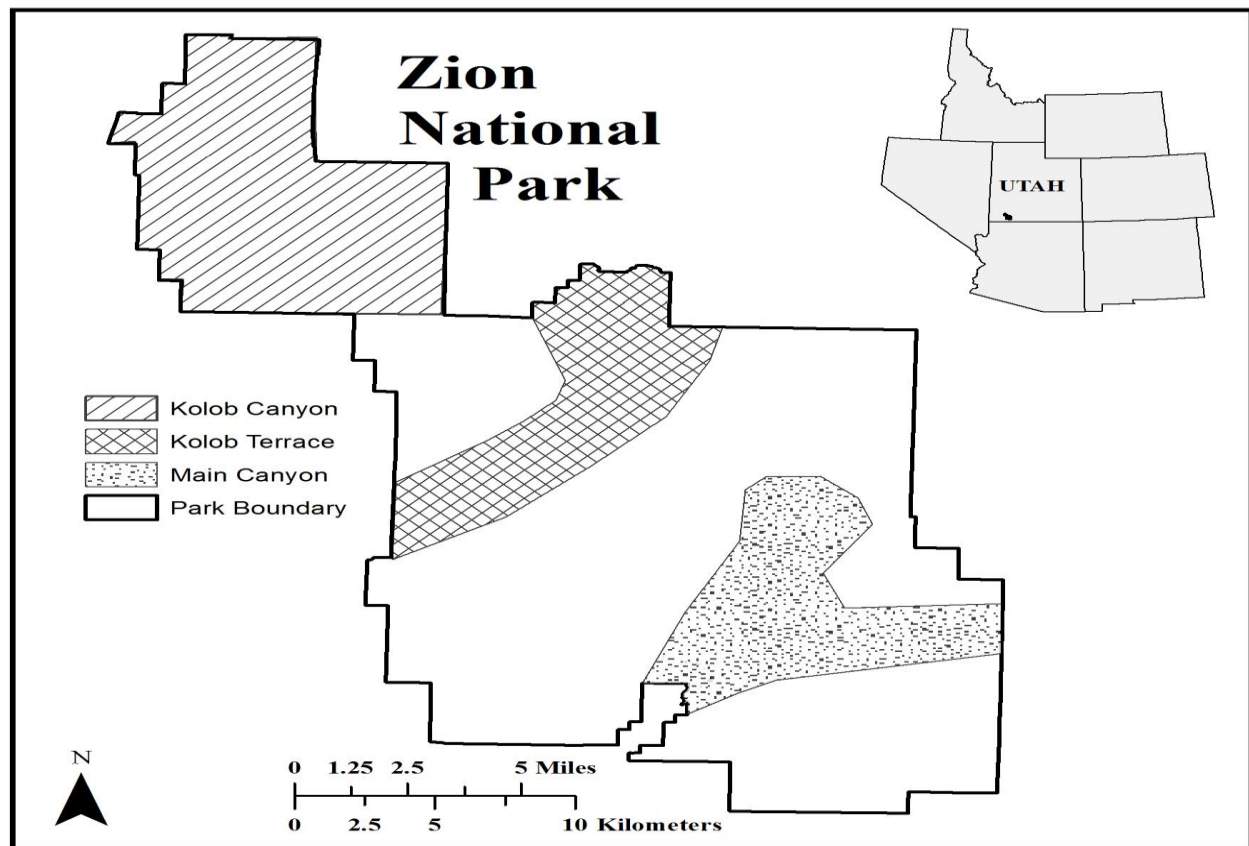 Zion
National
Park
UTAH
Kolob Canyon
Kolob Terrace
Main Canyon
Park Boundary
N
0 1.25 2.5 5 Miles
0 2.5 5 10 Kilometers